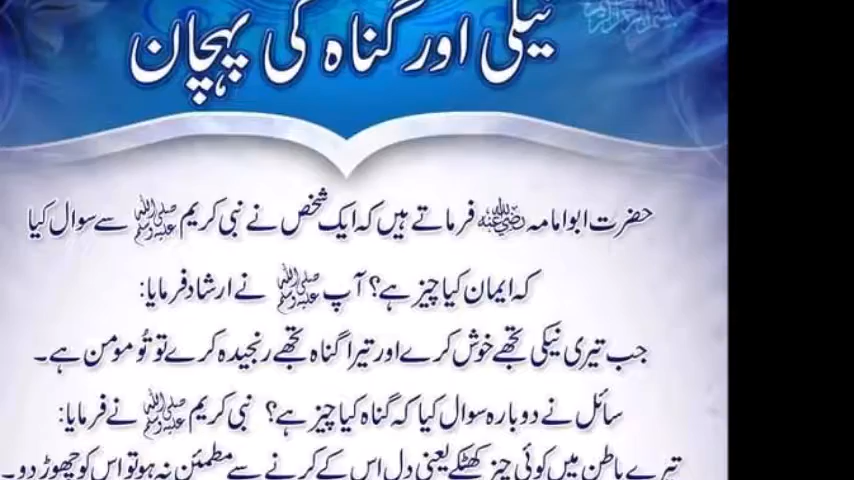 نیکی اور گناہ کی پہچان
حضرت ابو امامہ رضی اللہ عنہ فرماتے ہیں کہ ایک شخص نے نبی کریم صلی اللہ علیہ وسلم سے سوال کیا
کہ ایمان کیا چیز ہے؟ آپ صلی اللہ علیہ وسلم نے ارشاد فرمایا:
جب تیری نیکی تجھے خوش کرے اور تیرا گناہ تجھے رنجیدہ کرے تو تُو مومن ہے۔
سائل نے دوبارہ سوال کیا کہ گناہ کیا چیز ہے؟ نبی کریم صلی اللہ علیہ وسلم نے فرمایا:
تیرے باطن میں کوئی چیز کھٹکے یعنی دل اس کے کرنے سے مطمئن نہ ہو تو اس کو چھوڑ دو۔